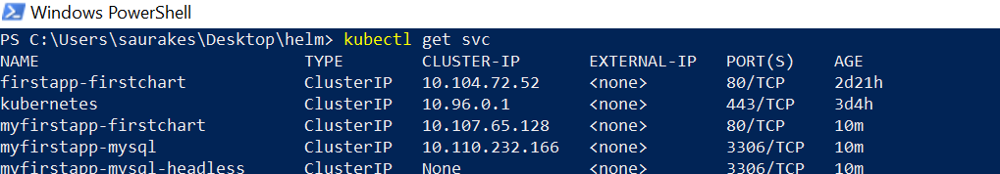 Windows PowerShell
PS C:\Users\saurakes\Desktop\helm> kubectl get svc
NAME TYPE CLUSTER-IP EXTERNAL-IP PORT(S) AGE
firstapp-firstchart ClusterIP 10.104.72.52 <none> 80/TCP 2d21h
kubernetes ClusterIP 10.96.0.1 <none> 443/TCP 3d4h
myfirstapp-firstchart ClusterIP 10.107.65.128 <none> 80/TCP 10m
myfirstapp-mysql ClusterIP 10.110.232.166 <none> 3306/TCP 10m
myfirstapp-mysql-headless ClusterIP None <none> 3306/TCP 10m